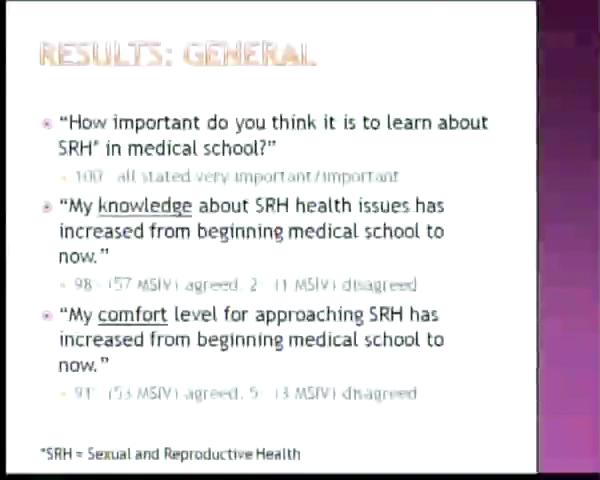 RESULTS: GENERAL
“How important do you think it is to learn about
SRH* in medical school?”
100% all stated very important/important
“My knowledge about SRH health issues has
increased from beginning medical school to
now.”
98% (57 MSIV) agreed, 2% (1 MSIV) disagreed
“My comfort level for approaching SRH has
increased from beginning medical school to
now.”
91% (53 MSIV) agreed, 5% (3 MSIV) disagreed
*SRH = Sexual and Reproductive Health